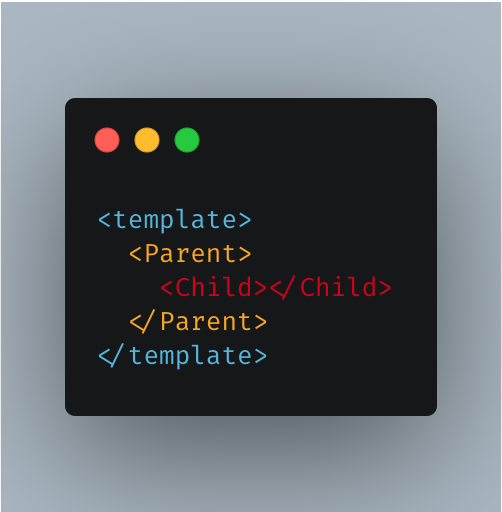 <template>
  <Parent>
    <Child></Child>
  </Parent>
</template>